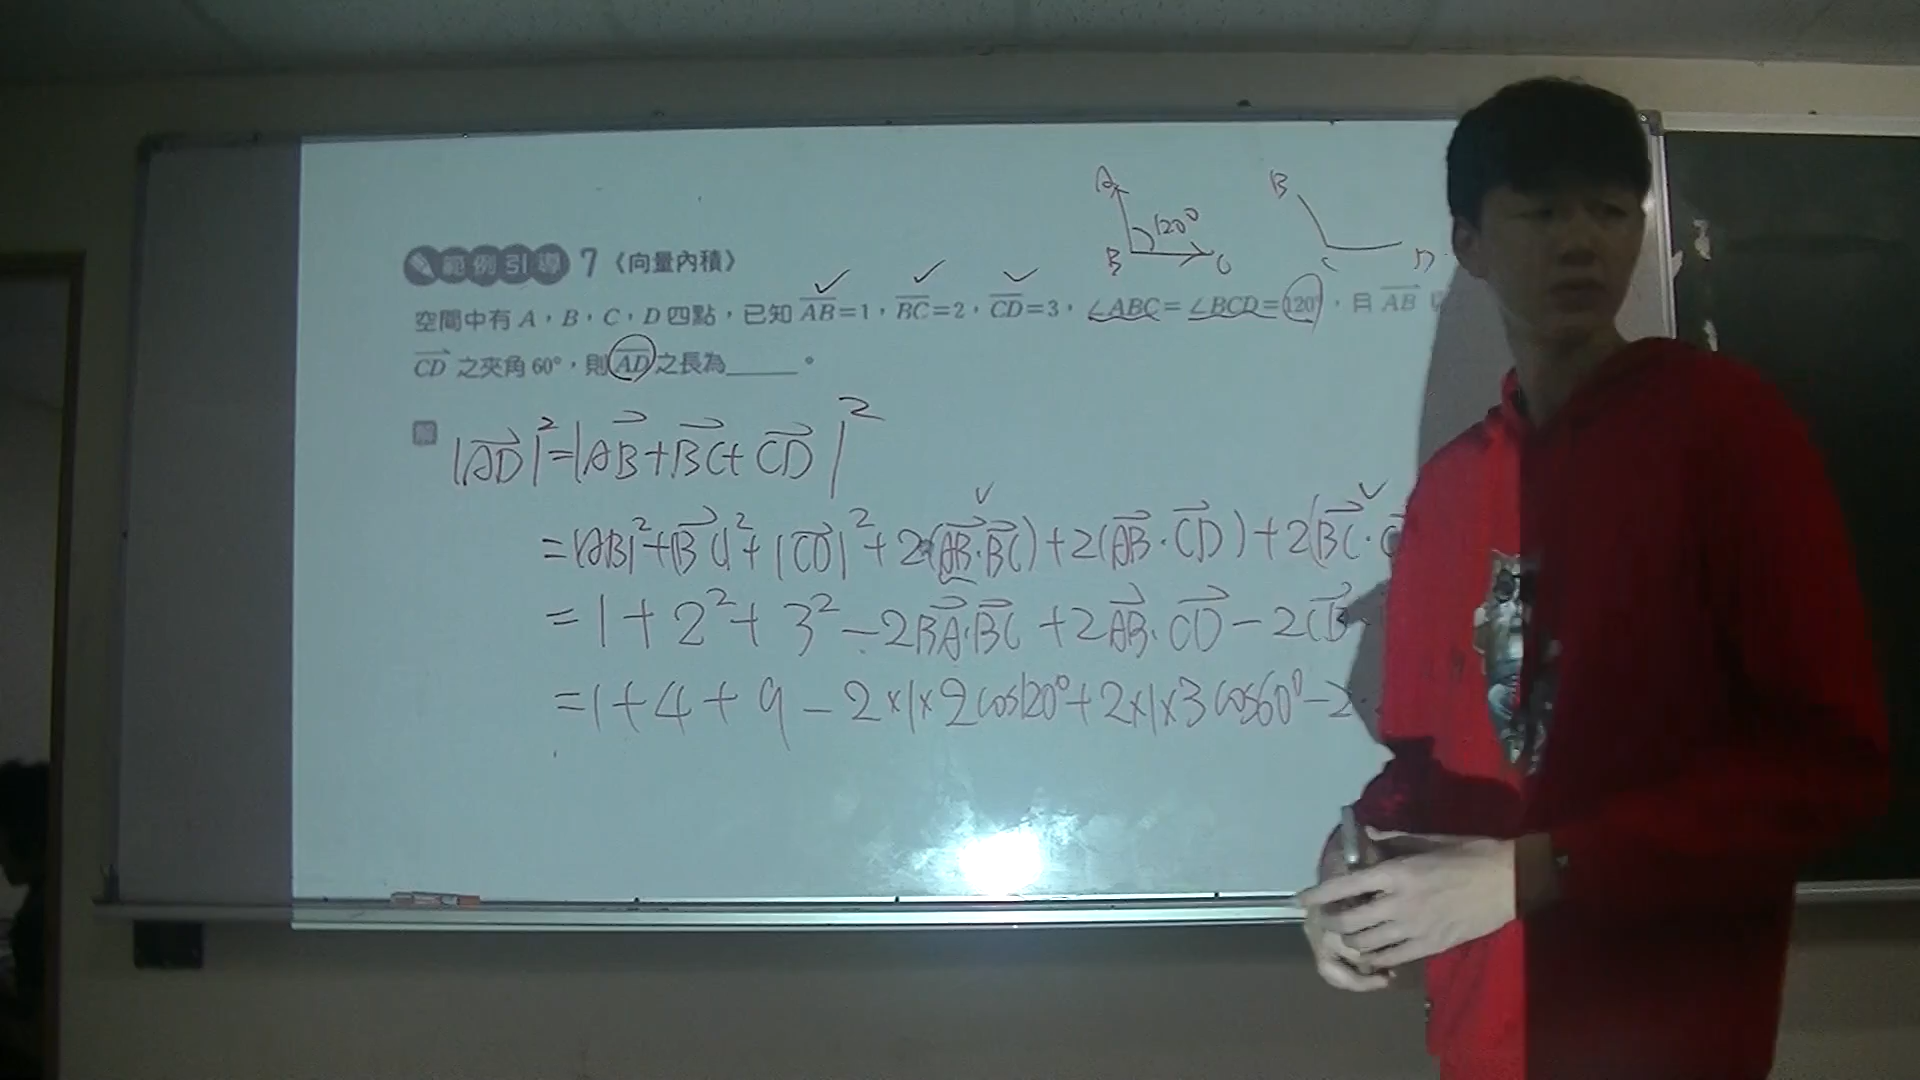 範例引導 7《向量內積》
空間中有 A，B，C，D 四點，已知 AB=1，BC=2，CD=3，∠ABC=∠BCD=120°，且 AB
CD 之夾角 60°，則 AD 之長為_____。
A
120°
B C
B
C D
解
|AD|²=|AB+BC+CD|²
=|AB|²+|BC|²+|CD|²+2(AB·BC)+2(AB·CD)+2(BC·C
=1+2²+3²-2BA·BC+2AB·CD-2CB·
=1+4+9-2×1×2cos120°+2×1×3cos60°-2·